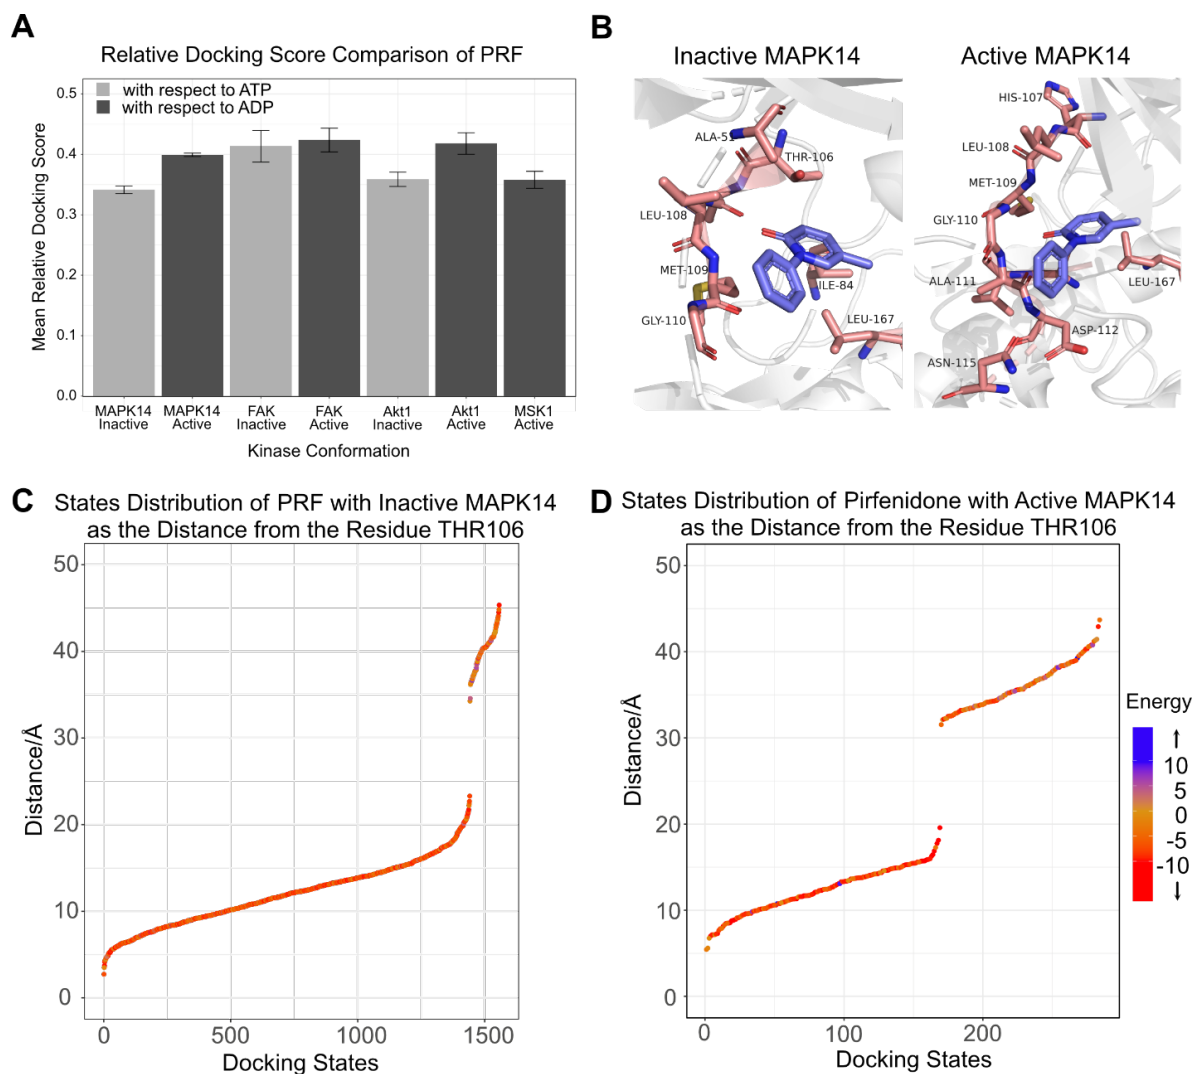 A
Relative Docking Score Comparison of PRF
with respect to ATP
with respect to ADP
Mean Relative Docking Score
0.5
0.4
0.3
0.2
0.1
0.0
MAPK14 Inactive
MAPK14 Active
FAK Inactive
FAK Active
Akt1 Inactive
Akt1 Active
MSK1 Active
Kinase Conformation
B
Inactive MAPK14
ALA-5
THR-106
LEU-108
MET-109
ILE-84
GLY-110
LEU-167
Active MAPK14
HIS-107
LEU-108
MET-109
GLY-110
ALA-111
LEU-167
ASP-112
ASN-115
C
States Distribution of PRF with Inactive MAPK14
as the Distance from the Residue THR106
Distance/Å
50
40
30
20
10
0
0 500 1000 1500
Docking States
D
States Distribution of Pirfenidone with Active MAPK14
as the Distance from the Residue THR106
Distance/Å
50
40
30
20
10
0
0 100 200
Docking States
Energy
↑
10
5
0
-5
-10
↓